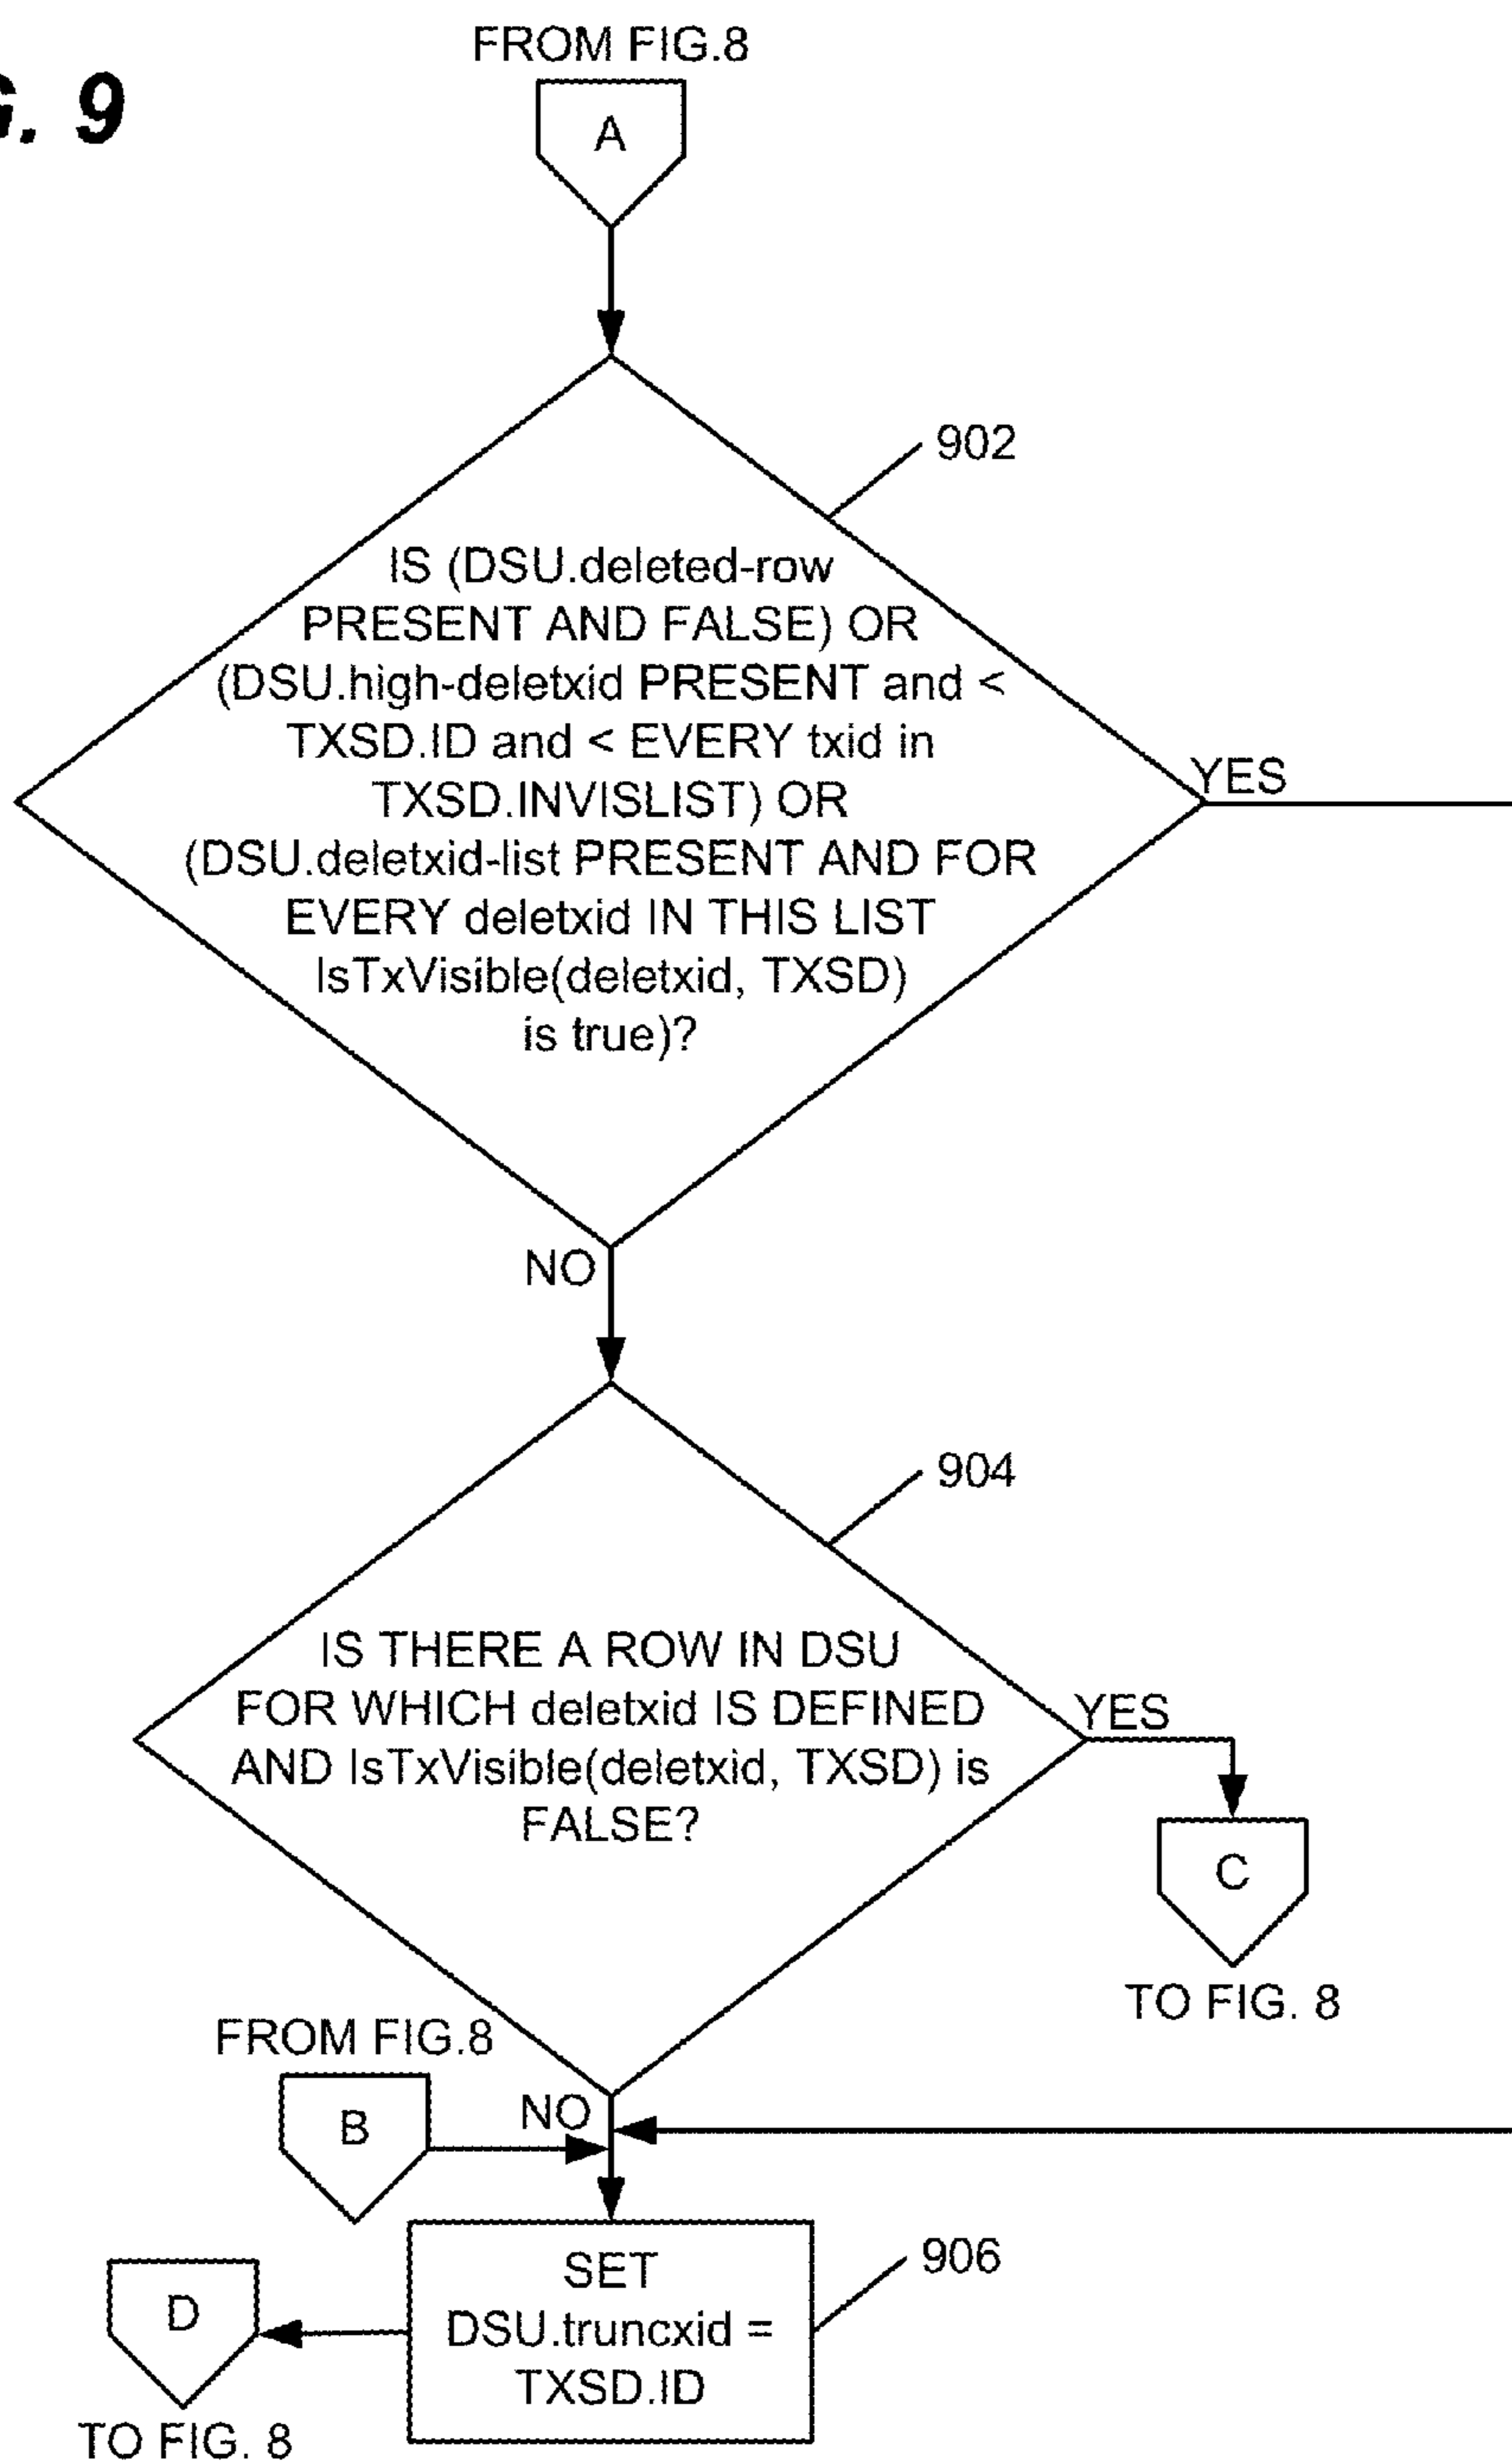 G. 9
FROM FIG.8
A
902
IS (DSU.deleted-row
PRESENT AND FALSE) OR
(DSU.high-deletxid PRESENT and <
TXSD.ID and < EVERY txid in
TXSD.INVISLIST) OR
(DSU.deletxid-list PRESENT AND FOR
EVERY deletxid IN THIS LIST
IsTxVisible(deletxid, TXSD)
is true)?
YES
NO
904
IS THERE A ROW IN DSU
FOR WHICH deletxid IS DEFINED
AND IsTxVisible(deletxid, TXSD) is
FALSE?
YES
C
TO FIG. 8
FROM FIG.8
B
NO
906
SET
DSU.truncxid =
TXSD.ID
D
TO FIG. 8